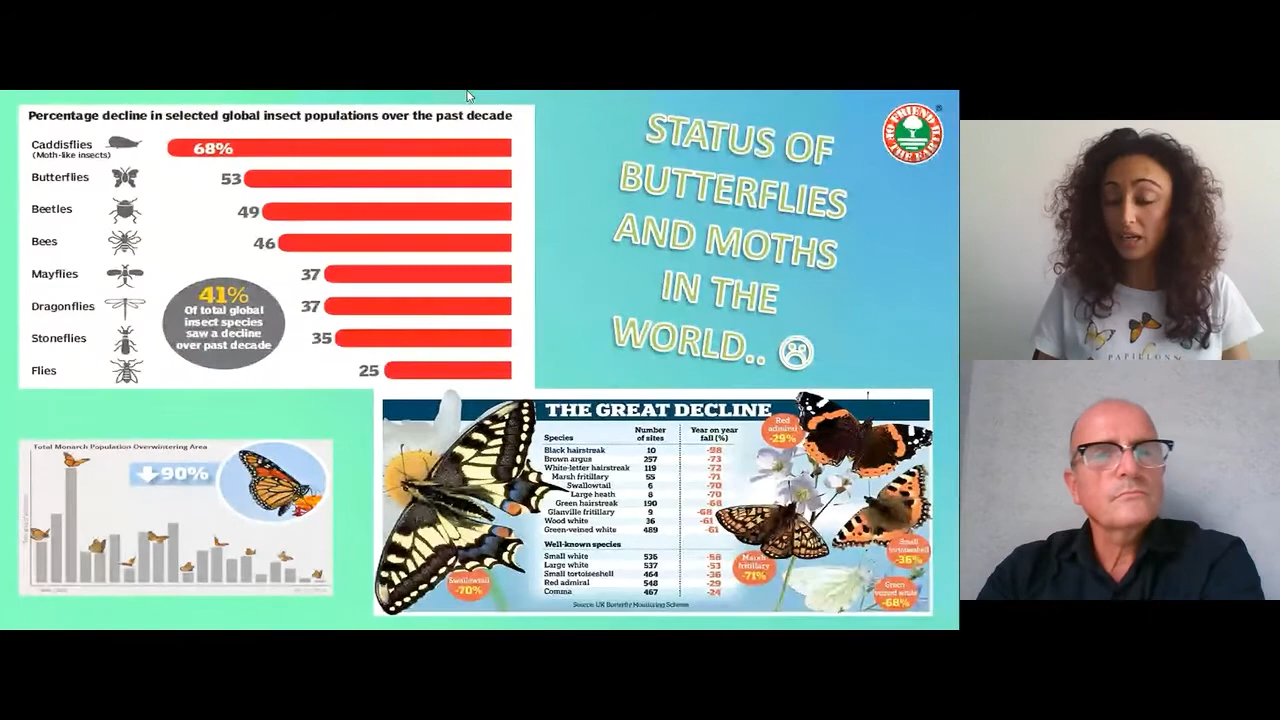 Percentage decline in selected global insect populations over the past decade
Caddisflies
(Moth-like insects)
68%
Butterflies
53
Beetles
49
Bees
46
Mayflies
37
Dragonflies
37
Stoneflies
35
Flies
25
41%
Of total global
insect species
saw a decline
over past decade
STATUS OF
BUTTERFLIES
AND MOTHS
IN THE
WORLD..
FRIEND
THE EARTH
®
PAPILLONS
Total Monarch Population Overwintering Area
90%
THE GREAT DECLINE
Species Number of sites Year on year fall (%)
Black hairstreak 10 -98
Brown argus 257 -73
White-letter hairstreak 119 -72
Marsh fritillary 55 -71
Swallowtail 6 -70
Large heath 8 -70
Green hairstreak 190 -68
Glanville fritillary 9 -68
Wood white 36 -61
Green-veined white 489 -61
Well-known species
Small white 536 -58
Large white 537 -53
Small tortoiseshell 464 -36
Red admiral 548 -29
Comma 467 -24
Source: UK Butterfly Monitoring Scheme
Red
admiral
-29%
Small
tortoiseshell
-36%
Marsh
fritillary
-71%
Green
veined white
-68%
Swallowtail
-70%